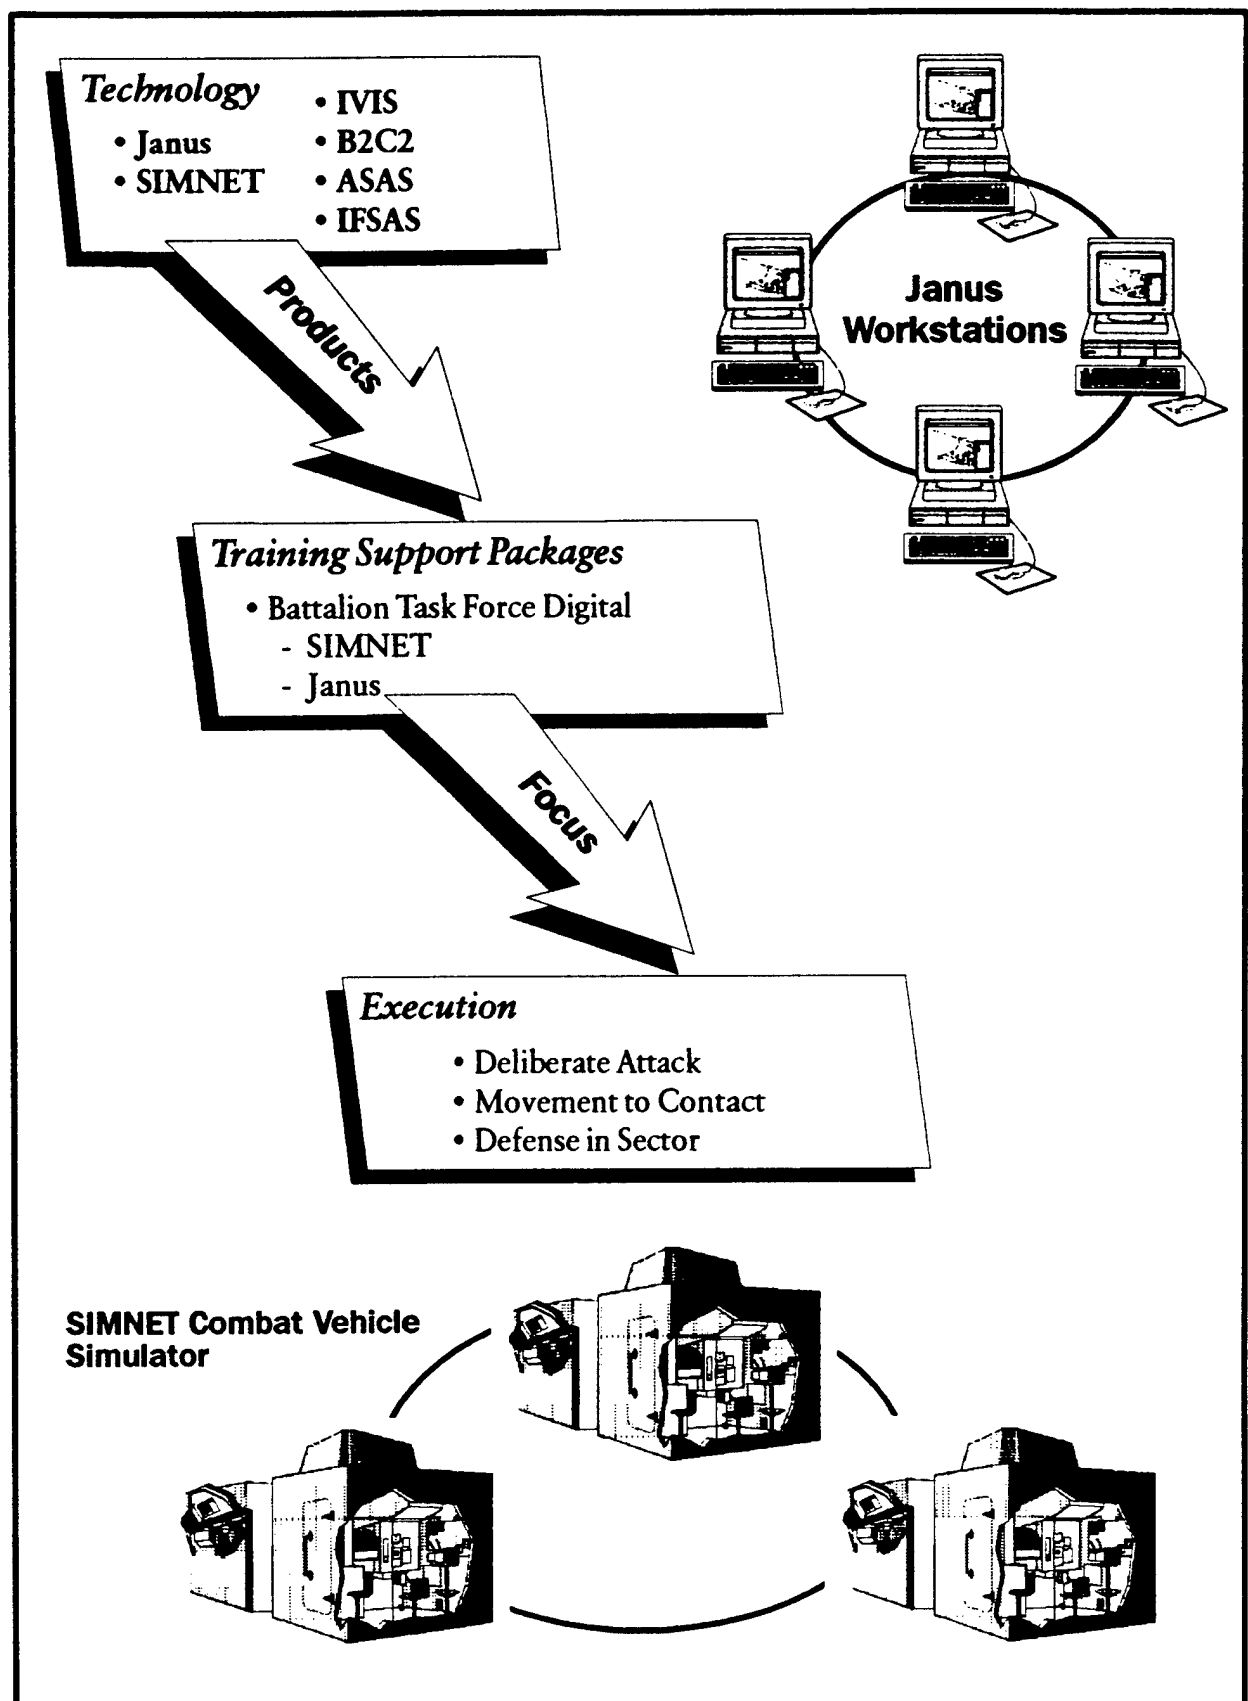 Technology
• Janus
• SIMNET
• IVIS
• B2C2
• ASAS
• IFSAS
Products
Janus
Workstations
Training Support Packages
• Battalion Task Force Digital
- SIMNET
- Janus
Focus
Execution
• Deliberate Attack
• Movement to Contact
• Defense in Sector
SIMNET Combat Vehicle
Simulator